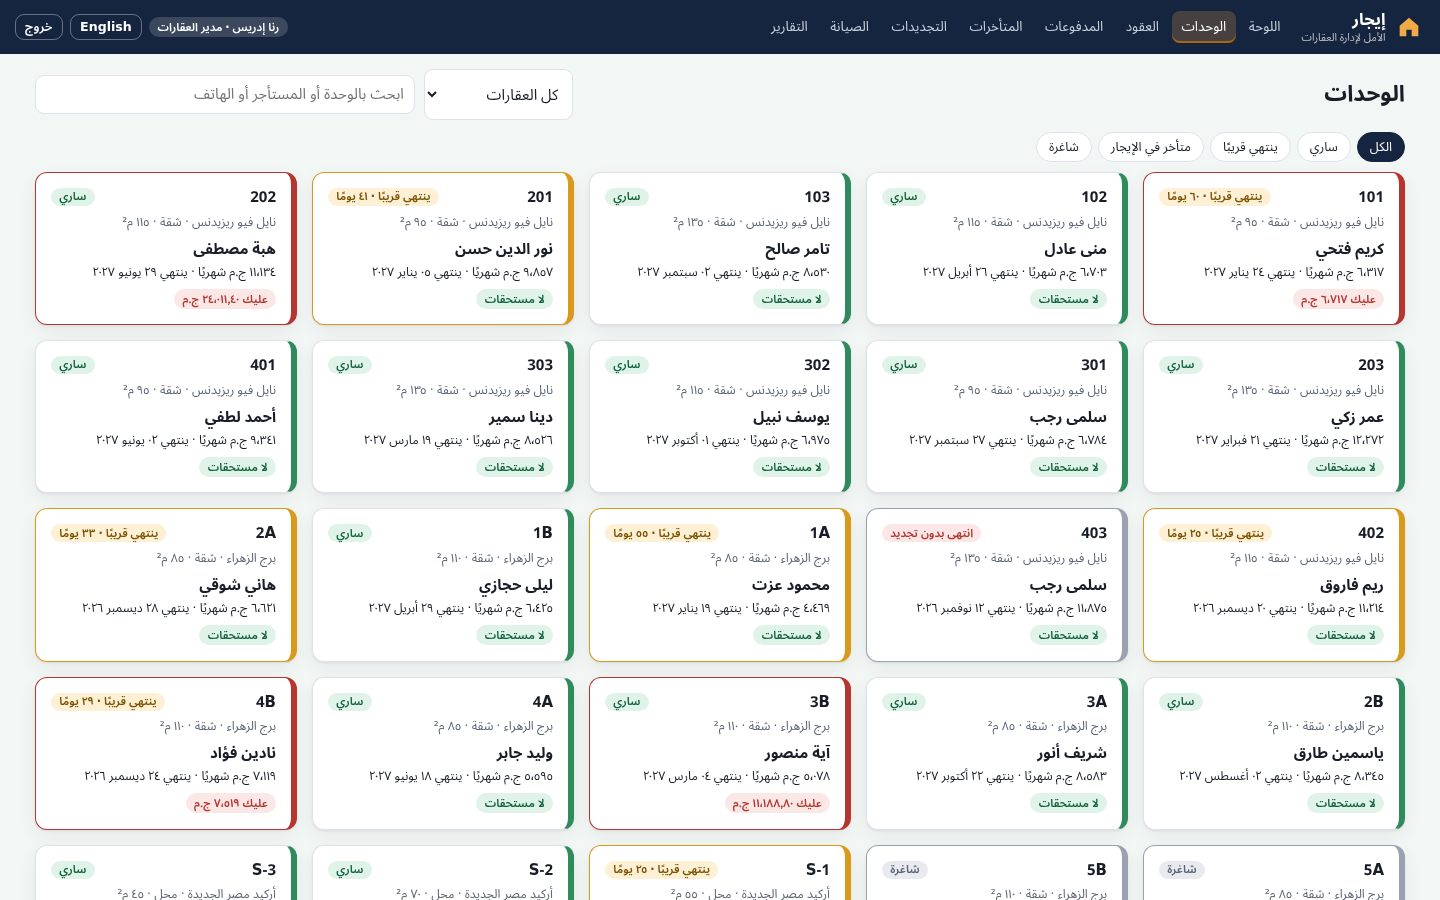 إيجار
الأمل لإدارة العقارات
اللوحة
الوحدات
العقود
المدفوعات
المتأخرات
التجديدات
الصيانة
التقارير
رنا إدريس • مدير العقارات
English
خروج
الوحدات
كل العقارات
ابحث بالوحدة أو المستأجر أو الهاتف
الكل
ساري
ينتهي قريبًا
متأخر في الإيجار
شاغرة
101
ينتهي قريبًا • ٦٠ يومًا
نايل فيو ريزيدنس · شقة · ٩٥ م²
كريم فتحي
٦،٣١٧ ج.م شهريًا · ينتهي ٢٤ يناير ٢٠٢٧
عليك ٦،٧١٧ ج.م
102
ساري
نايل فيو ريزيدنس · شقة · ١١٥ م²
منى عادل
٦،٧٠٣ ج.م شهريًا · ينتهي ٢٦ أبريل ٢٠٢٧
لا مستحقات
103
ساري
نايل فيو ريزيدنس · شقة · ١٣٥ م²
تامر صالح
٨،٥٣٠ ج.م شهريًا · ينتهي ٠٢ سبتمبر ٢٠٢٧
لا مستحقات
201
ينتهي قريبًا • ٤١ يومًا
نايل فيو ريزيدنس · شقة · ٩٥ م²
نور الدين حسن
٩،٨٥٧ ج.م شهريًا · ينتهي ٠٥ يناير ٢٠٢٧
لا مستحقات
202
ساري
نايل فيو ريزيدنس · شقة · ١١٥ م²
هبة مصطفى
١١،١٣٤ ج.م شهريًا · ينتهي ٢٩ يونيو ٢٠٢٧
عليك ٢٤،٠١١,٤٠ ج.م
203
ساري
نايل فيو ريزيدنس · شقة · ١٣٥ م²
عمر زكي
١٢،٢٧٢ ج.م شهريًا · ينتهي ٢١ فبراير ٢٠٢٧
لا مستحقات
301
ساري
نايل فيو ريزيدنس · شقة · ٩٥ م²
سلمى رجب
٦،٧٨٤ ج.م شهريًا · ينتهي ٢٧ سبتمبر ٢٠٢٧
لا مستحقات
302
ساري
نايل فيو ريزيدنس · شقة · ١١٥ م²
يوسف نبيل
٦،٩٧٥ ج.م شهريًا · ينتهي ٠١ أكتوبر ٢٠٢٧
لا مستحقات
303
ساري
نايل فيو ريزيدنس · شقة · ١٣٥ م²
دينا سمير
٨،٥٢٦ ج.م شهريًا · ينتهي ١٩ مارس ٢٠٢٧
لا مستحقات
401
ساري
نايل فيو ريزيدنس · شقة · ٩٥ م²
أحمد لطفي
٩،٣٤١ ج.م شهريًا · ينتهي ٠٢ يونيو ٢٠٢٧
لا مستحقات
402
ينتهي قريبًا • ٢٥ يومًا
نايل فيو ريزيدنس · شقة · ١١٥ م²
ريم فاروق
١١،٢١٤ ج.م شهريًا · ينتهي ٢٠ ديسمبر ٢٠٢٦
لا مستحقات
403
انتهى بدون تجديد
نايل فيو ريزيدنس · شقة · ١٣٥ م²
سلمى رجب
١١،٨٧٥ ج.م شهريًا · ينتهي ١٢ نوفمبر ٢٠٢٦
لا مستحقات
1A
ينتهي قريبًا • ٥٥ يومًا
برج الزهراء · شقة · ٨٥ م²
محمود عزت
٤،٤٦٩ ج.م شهريًا · ينتهي ١٩ يناير ٢٠٢٧
لا مستحقات
1B
ساري
برج الزهراء · شقة · ١١٠ م²
ليلى حجازي
٦،٤٢٥ ج.م شهريًا · ينتهي ٢٩ أبريل ٢٠٢٧
لا مستحقات
2A
ينتهي قريبًا • ٣٣ يومًا
برج الزهراء · شقة · ٨٥ م²
هاني شوقي
٦،٦٢١ ج.م شهريًا · ينتهي ٢٨ ديسمبر ٢٠٢٦
لا مستحقات
2B
ساري
برج الزهراء · شقة · ١١٠ م²
ياسمين طارق
٨،٣٤٥ ج.م شهريًا · ينتهي ٠٢ أغسطس ٢٠٢٧
لا مستحقات
3A
ساري
برج الزهراء · شقة · ٨٥ م²
شريف أنور
٨،٥٨٣ ج.م شهريًا · ينتهي ٢٢ أكتوبر ٢٠٢٧
لا مستحقات
3B
ساري
برج الزهراء · شقة · ١١٠ م²
آية منصور
٥،٠٧٨ ج.م شهريًا · ينتهي ٠٤ مارس ٢٠٢٧
عليك ١١،١٨٨,٨٠ ج.م
4A
ساري
برج الزهراء · شقة · ٨٥ م²
وليد جابر
٥،٥٩٥ ج.م شهريًا · ينتهي ١٨ يونيو ٢٠٢٧
لا مستحقات
4B
ينتهي قريبًا • ٢٩ يومًا
برج الزهراء · شقة · ١١٠ م²
نادين فؤاد
٧،١١٩ ج.م شهريًا · ينتهي ٢٤ ديسمبر ٢٠٢٦
عليك ٧،٥١٩ ج.م
5A
شاغرة
برج الزهراء · شقة · ٨٥ م²
5B
شاغرة
برج الزهراء · شقة · ١١٠ م²
S-1
ينتهي قريبًا • ٢٥ يومًا
أركيد مصر الجديدة · محل · ٥٥ م²
S-2
ساري
أركيد مصر الجديدة · محل · ٧٠ م²
S-3
ساري
أركيد مصر الجديدة · محل · ٤٥ م²